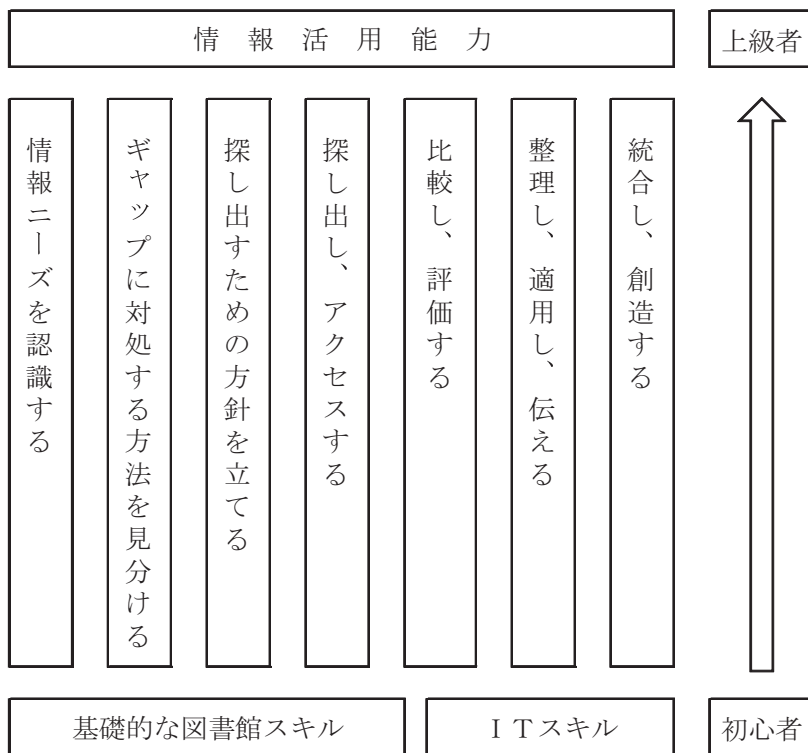 情報活用能力
上級者
情報ニーズを認識する
ギャップに対処する方法を見分ける
探し出すための方針を立てる
探し出し、アクセスする
比較し、評価する
整理し、適用し、伝える
統合し、創造する
基礎的な図書館スキル
ＩＴスキル
初心者